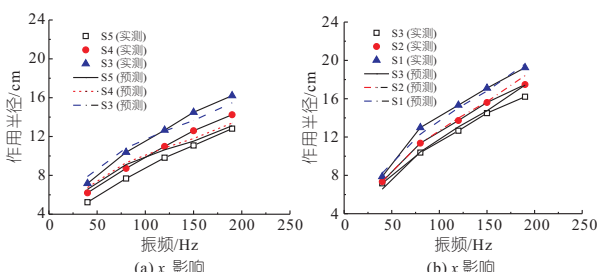 24
20
16
12
8
4
作用半径/cm
S5 (实测)
S4 (实测)
S3 (实测)
S5 (预测)
S4 (预测)
S3 (预测)
0 50 100 150 200 250
振频/Hz
(a) x 影响
24
20
16
12
8
4
作用半径/cm
S3 (实测)
S2 (实测)
S1 (实测)
S3 (预测)
S2 (预测)
S1 (预测)
0 50 100 150 200 250
振频/Hz
(b) x 影响